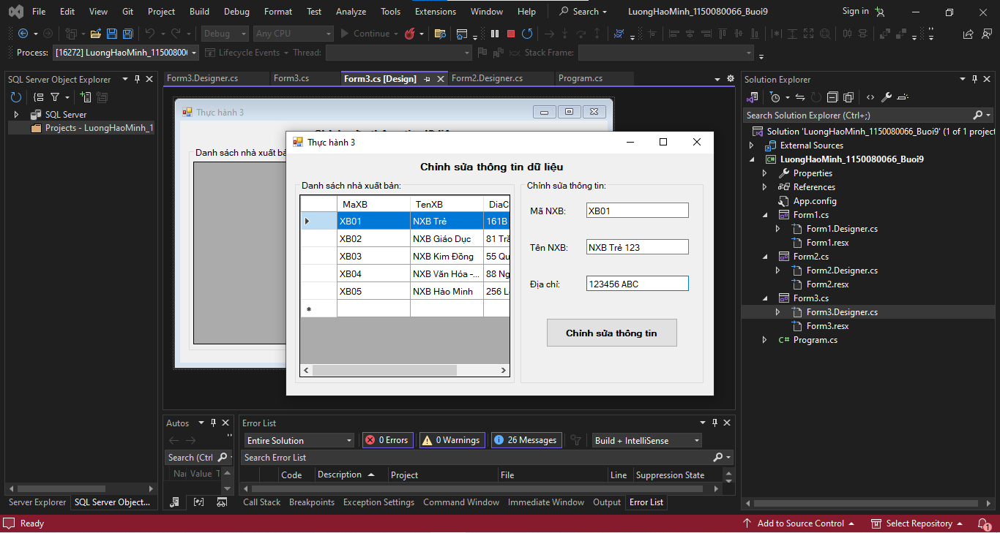 File Edit View Git Project Build Debug Format Test Analyze Tools Extensions Window Help Search LuongHaoMinh_1150080066_Buoi9 Sign in
Debug Any CPU Continue
Process: [16272] LuongHaoMinh_11500800 Lifecycle Events Thread: Stack Frame:
SQL Server Object Explorer
SQL Server
Projects - LuongHaoMinh_1
Form3.Designer.cs Form3.cs Form3.cs [Design] Form2.Designer.cs Program.cs
Thực hành 3
Danh sách nhà xuất bả
Thực hành 3
Chỉnh sửa thông tin dữ liệu
Danh sách nhà xuất bản:
MaXB TenXB DiaC
XB01 NXB Trẻ 161B
XB02 NXB Giáo Dục 81 Trầ
XB03 NXB Kim Đồng 55 Qu
XB04 NXB Văn Hóa -... 88 Ng
XB05 NXB Hào Minh 256 L
Chỉnh sửa thông tin:
Mã NXB: XB01
Tên NXB: NXB Trẻ 123
Địa chỉ: 123456 ABC
Chỉnh sửa thông tin
Solution Explorer
Search Solution Explorer (Ctrl+;)
Solution 'LuongHaoMinh_1150080066_Buoi9' (1 of 1 project
External Sources
LuongHaoMinh_1150080066_Buoi9
Properties
References
App.config
Form1.cs
Form1.Designer.cs
Form1.resx
Form2.cs
Form2.Designer.cs
Form2.resx
Form3.cs
Form3.Designer.cs
Form3.resx
Program.cs
Autos
Search (Ctrl
Nar Value T
Error List
Entire Solution 0 Errors 0 Warnings 26 Messages Build + IntelliSense
Search Error List
Code Description Project File Line Suppression State
Server Explorer SQL Server Object... Call Stack Breakpoints Exception Settings Command Window Immediate Window Output Error List
Ready Add to Source Control Select Repository 1